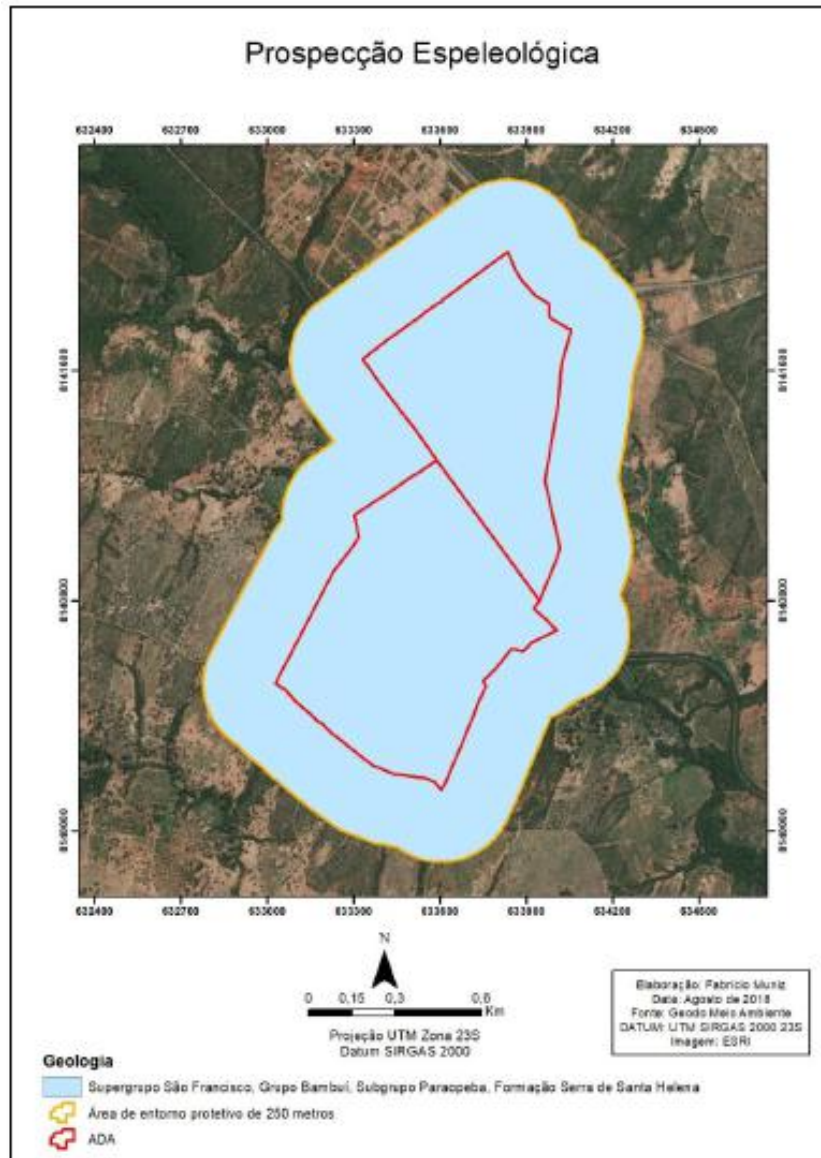 Prospecção Espeleológica
632400 632700 633000 633300 633600 633900 634200 634500
8141600 8141600
8140800 8140800
8140000 8140000
632400 632700 633000 633300 633600 633900 634200 634500
N
0 0,15 0,3 0,6
Km
Projeção UTM Zona 23S
Datum SIRGAS 2000
Elaboração: Fabricio Muniz
Data: Agosto de 2018
Fonte: Geodo Meio Ambiente
DATUM: UTM SIRGAS 2000 23S
Imagem: ESRI
Geologia
Supergrupo São Francisco, Grupo Bambuí, Subgrupo Paraopeba, Formação Serra de Santa Helena
Área de entorno protetivo de 250 metros
ADA